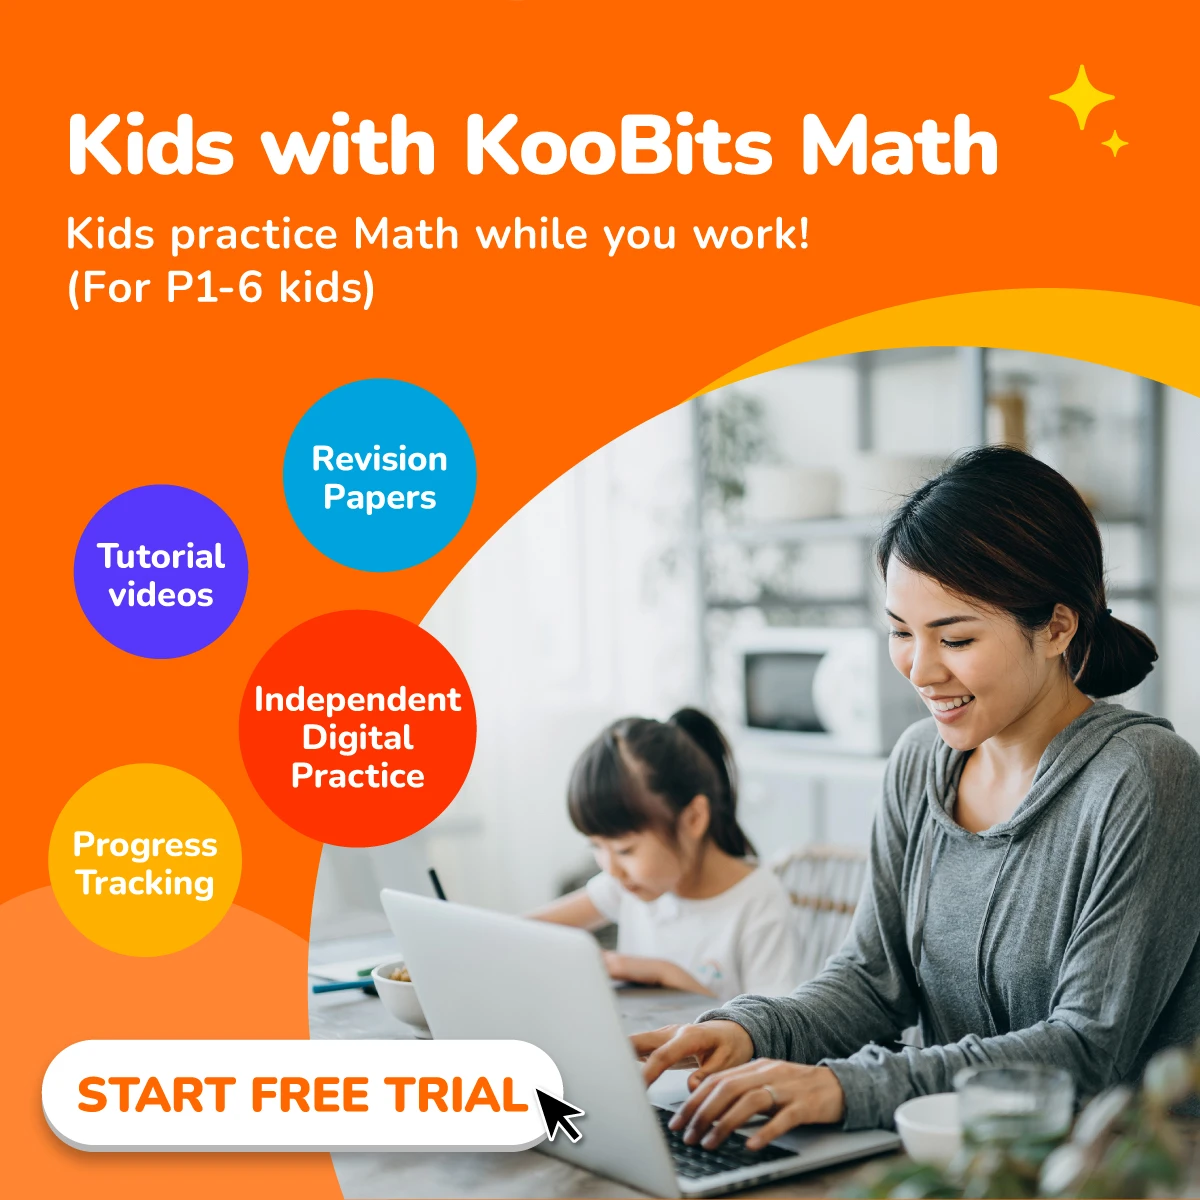 Kids with KooBits Math
Kids practice Math while you work!
(For P1-6 kids)
Revision
Papers
Tutorial
videos
Independent
Digital
Practice
Progress
Tracking
START FREE TRIAL